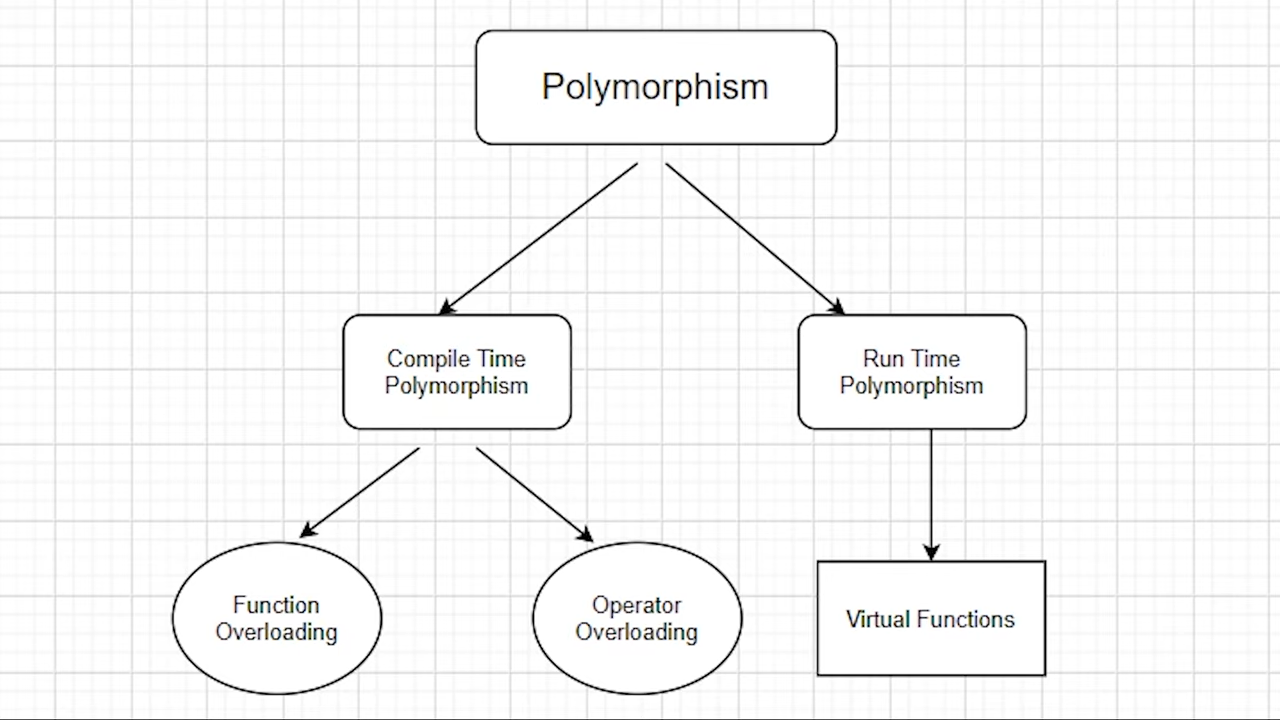 Polymorphism
Compile Time
Polymorphism
Run Time
Polymorphism
Function
Overloading
Operator
Overloading
Virtual Functions